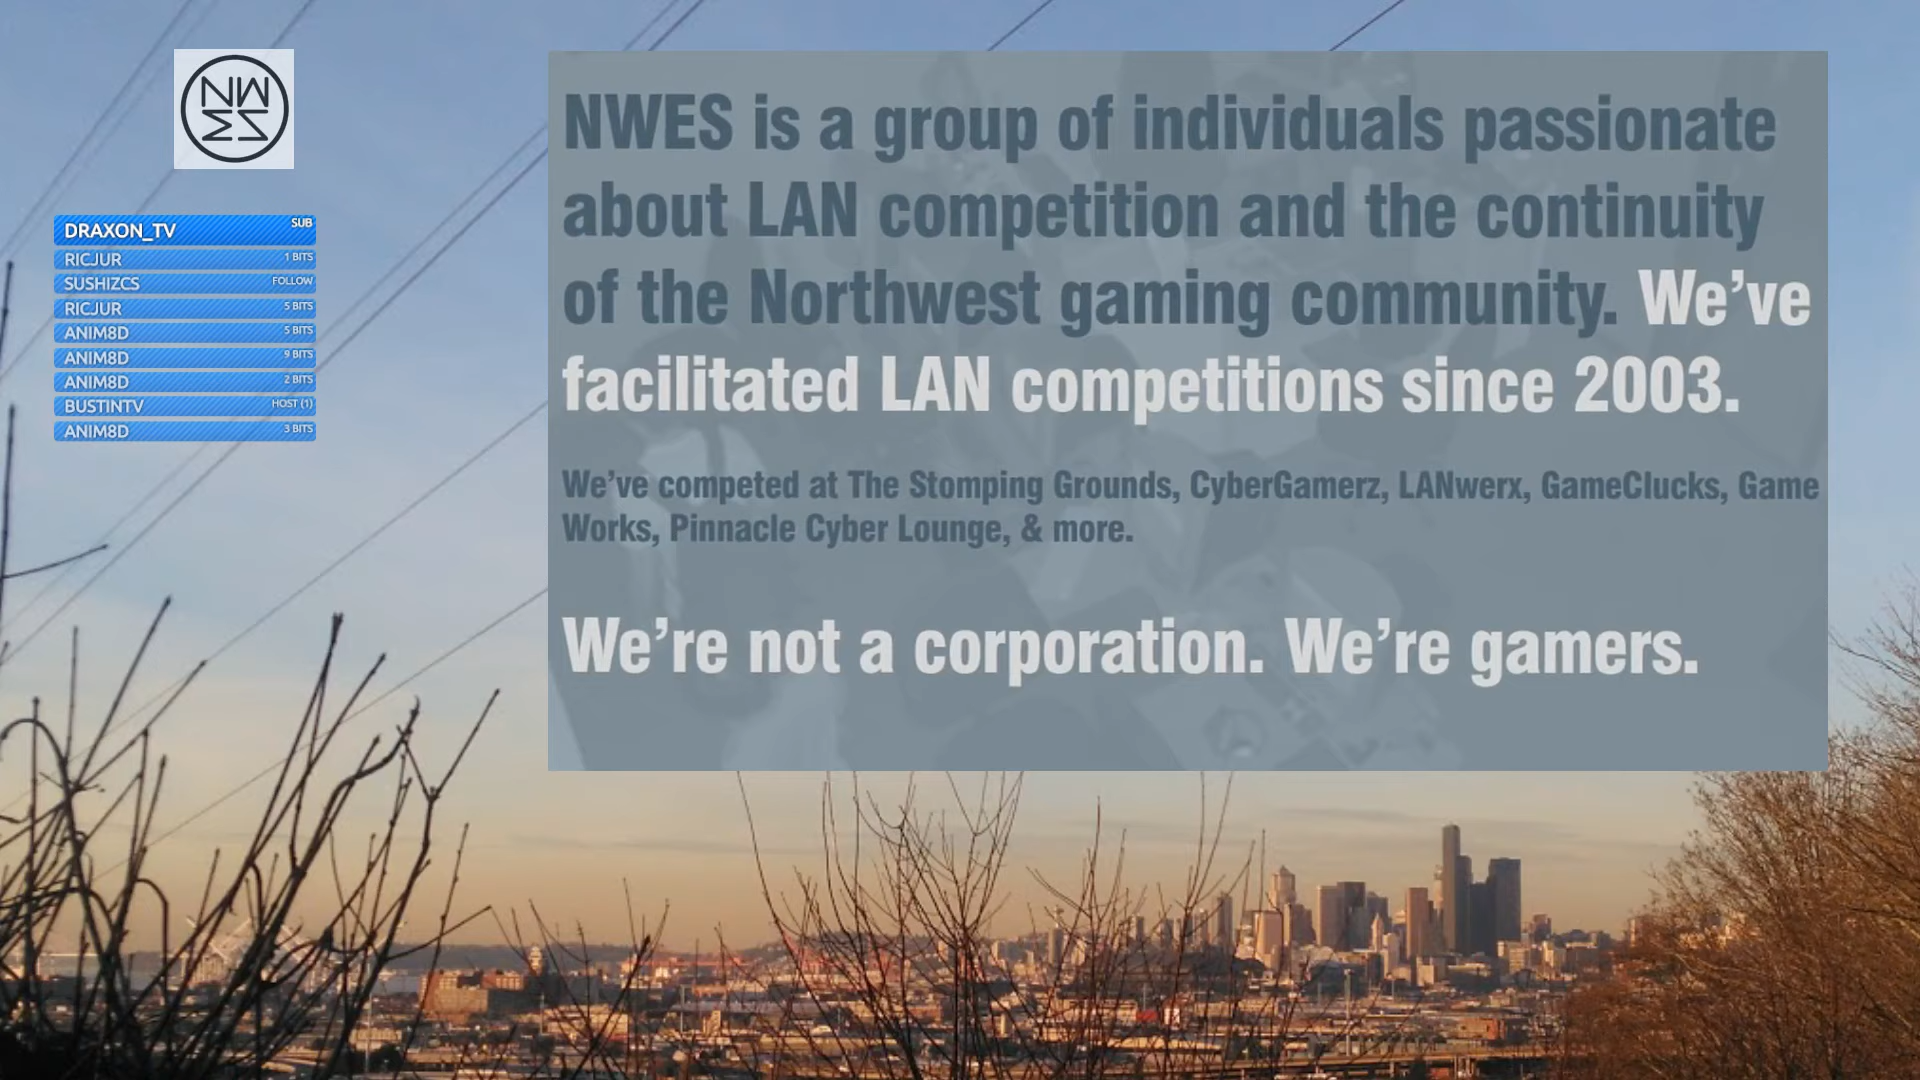 NWES
DRAXON_TV SUB
RICJUR 1 BITS
SUSHIZCS FOLLOW
RICJUR 5 BITS
ANIM8D 5 BITS
ANIM8D 9 BITS
ANIM8D 2 BITS
BUSTINTV HOST (1)
ANIM8D 3 BITS
NWES is a group of individuals passionate
about LAN competition and the continuity
of the Northwest gaming community. We’ve
facilitated LAN competitions since 2003.
We’ve competed at The Stomping Grounds, CyberGamerz, LANwerx, GameClucks, Game
Works, Pinnacle Cyber Lounge, & more.
We’re not a corporation. We’re gamers.